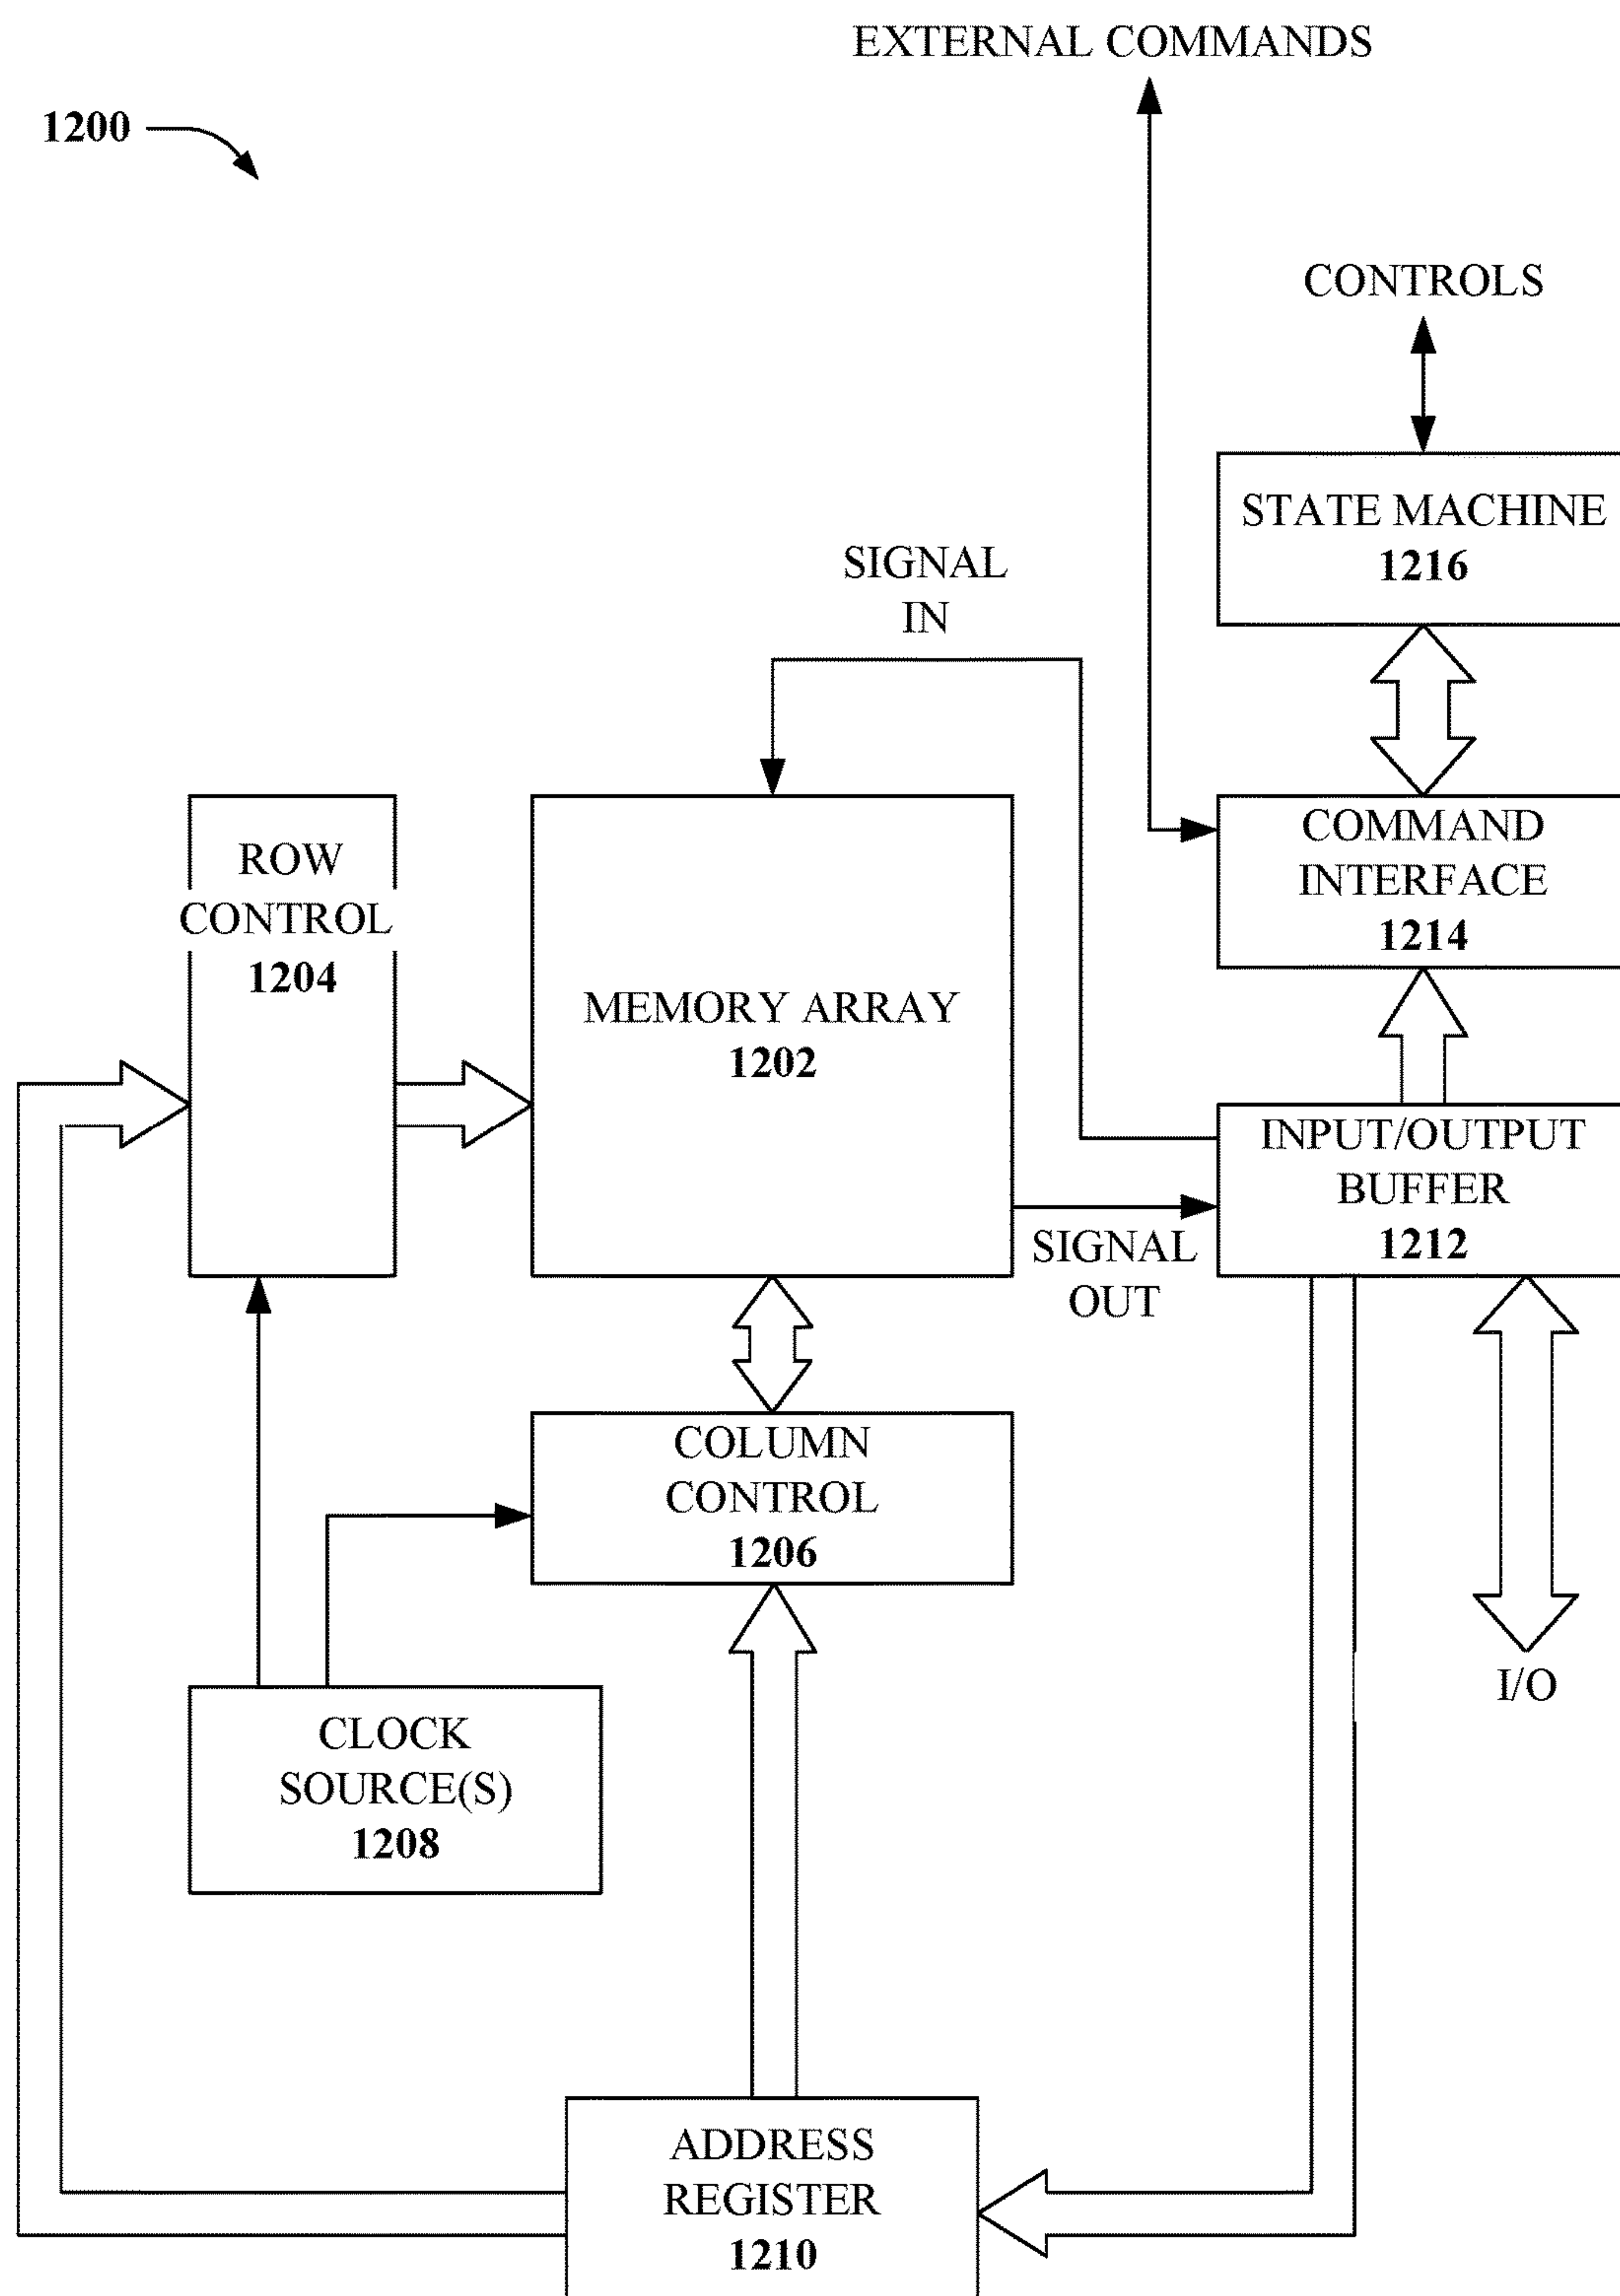 EXTERNAL COMMANDS
1200
CONTROLS
STATE MACHINE
1216
SIGNAL
IN
ROW
CONTROL
1204
MEMORY ARRAY
1202
COMMAND
INTERFACE
1214
INPUT/OUTPUT
BUFFER
1212
SIGNAL
OUT
COLUMN
CONTROL
1206
I/O
CLOCK
SOURCE(S)
1208
ADDRESS
REGISTER
1210